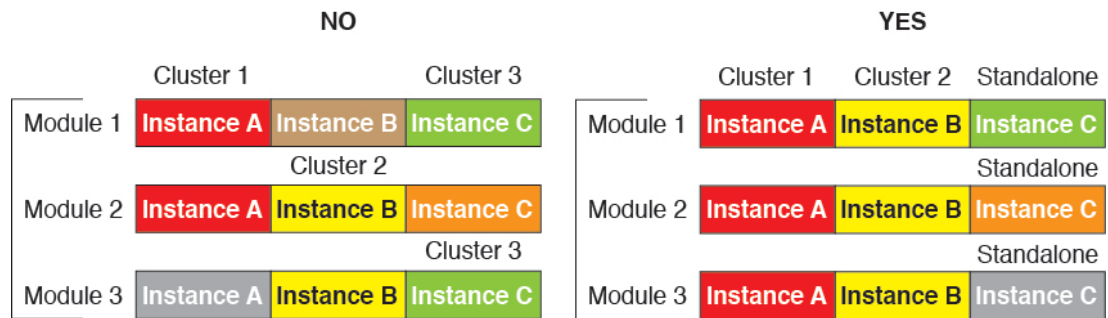 NO
YES
Cluster 1 Cluster 3
Cluster 1 Cluster 2 Standalone
Module 1 Instance A Instance B Instance C
Module 1 Instance A Instance B Instance C
Cluster 2
Standalone
Module 2 Instance A Instance B Instance C
Module 2 Instance A Instance B Instance C
Cluster 3
Standalone
Module 3 Instance A Instance B Instance C
Module 3 Instance A Instance B Instance C